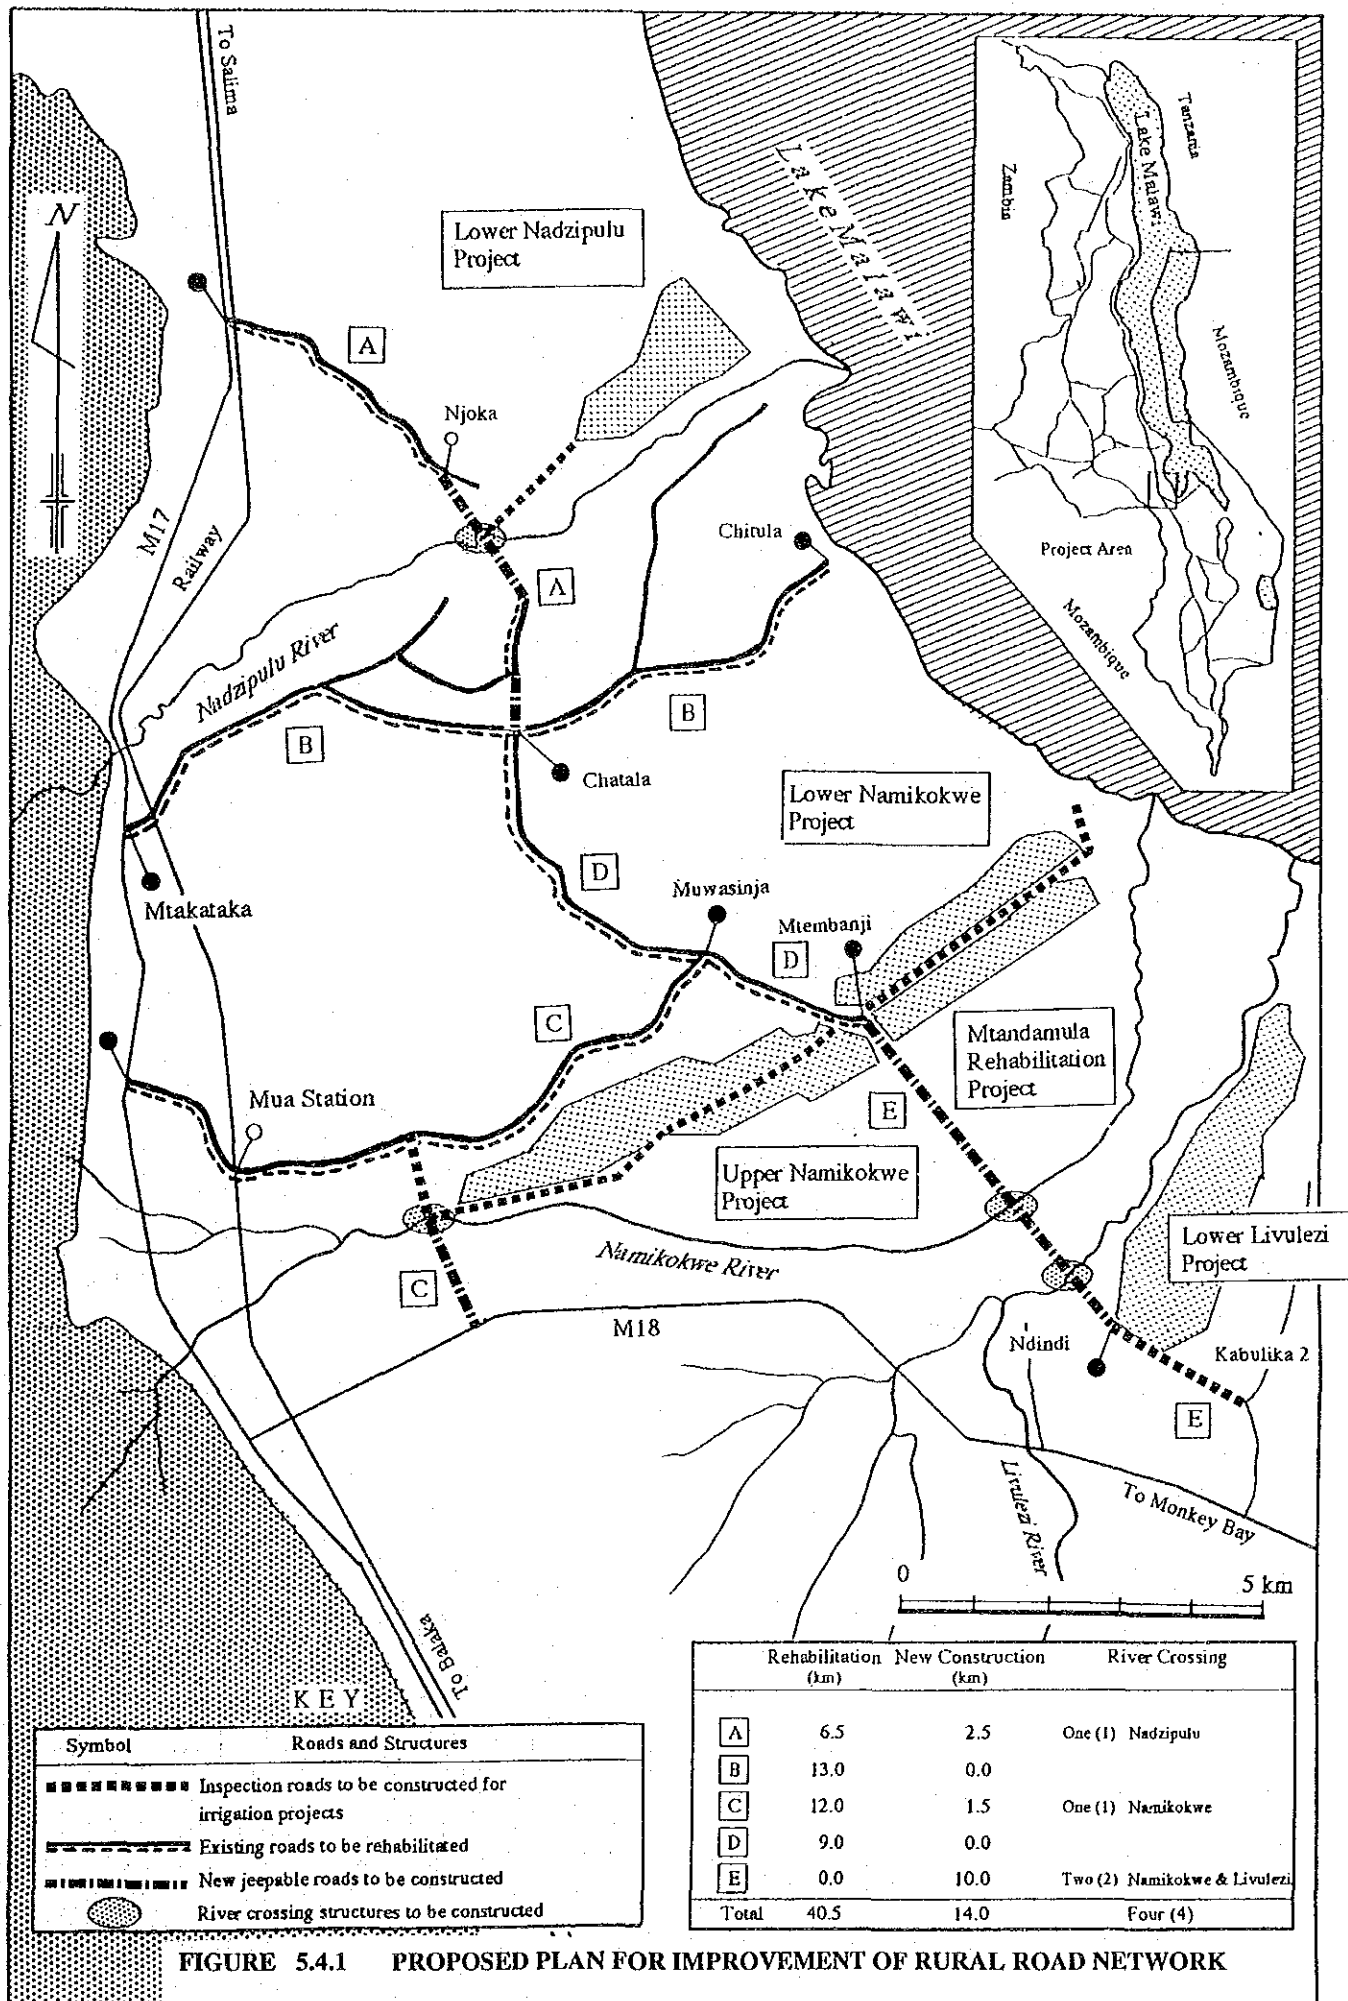 To Salima
N
Lower Nadzipulu
Project
Lake Malawi
Lake Malawi
Tanzania
Zambia
Mozambique
Project Area
Mozambique
A
Njoka
M17
Railway
Chitula
A
Nadzipulu River
B
B
Chatala
Lower Namikokwe
Project
D
Mtakataka
Muwasinja
Mtembanji
D
C
Mtandamula
Rehabilitation
Project
Mua Station
E
Upper Namikokwe
Project
Lower Livulezi
Project
Namikokwe River
C
M18
Ndindi
Kabulika 2
E
Livulezi River
To Monkey Bay
0 5 km
To Balaka
KEY
Symbol Roads and Structures
Inspection roads to be constructed for
irrigation projects
Existing roads to be rehabilitated
New jeepable roads to be constructed
River crossing structures to be constructed
Rehabilitation New Construction River Crossing
(km) (km)
A 6.5 2.5 One (1) Nadzipulu
B 13.0 0.0
C 12.0 1.5 One (1) Namikokwe
D 9.0 0.0
E 0.0 10.0 Two (2) Namikokwe & Livulezi
Total 40.5 14.0 Four (4)
FIGURE 5.4.1 PROPOSED PLAN FOR IMPROVEMENT OF RURAL ROAD NETWORK